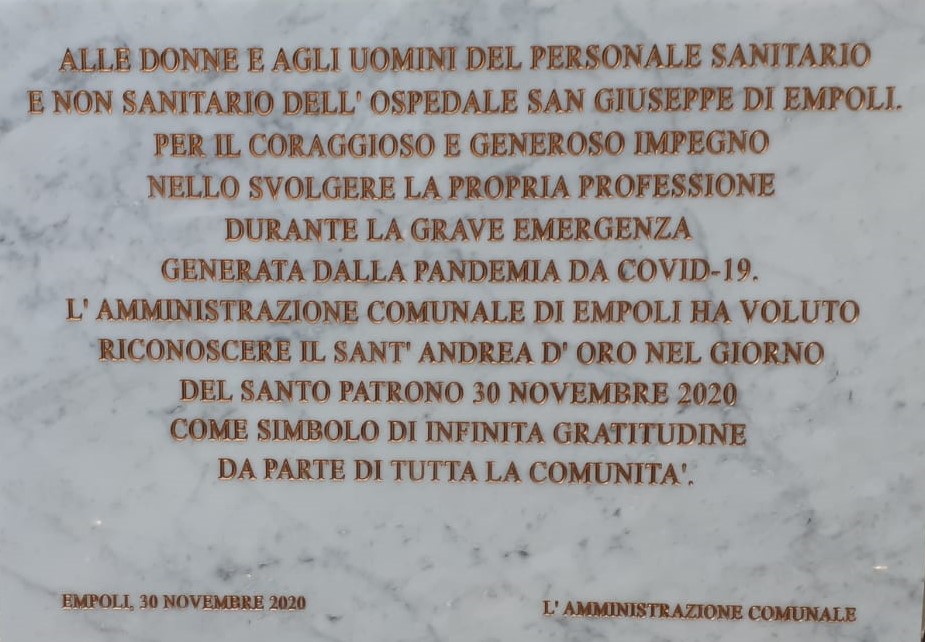 ALLE DONNE E AGLI UOMINI DEL PERSONALE SANITARIO
E NON SANITARIO DELL' OSPEDALE SAN GIUSEPPE DI EMPOLI.
PER IL CORAGGIOSO E GENEROSO IMPEGNO
NELLO SVOLGERE LA PROPRIA PROFESSIONE
DURANTE LA GRAVE EMERGENZA
GENERATA DALLA PANDEMIA DA COVID-19.
L' AMMINISTRAZIONE COMUNALE DI EMPOLI HA VOLUTO
RICONOSCERE IL SANT' ANDREA D' ORO NEL GIORNO
DEL SANTO PATRONO 30 NOVEMBRE 2020
COME SIMBOLO DI INFINITA GRATITUDINE
DA PARTE DI TUTTA LA COMUNITA'.
EMPOLI, 30 NOVEMBRE 2020
L' AMMINISTRAZIONE COMUNALE